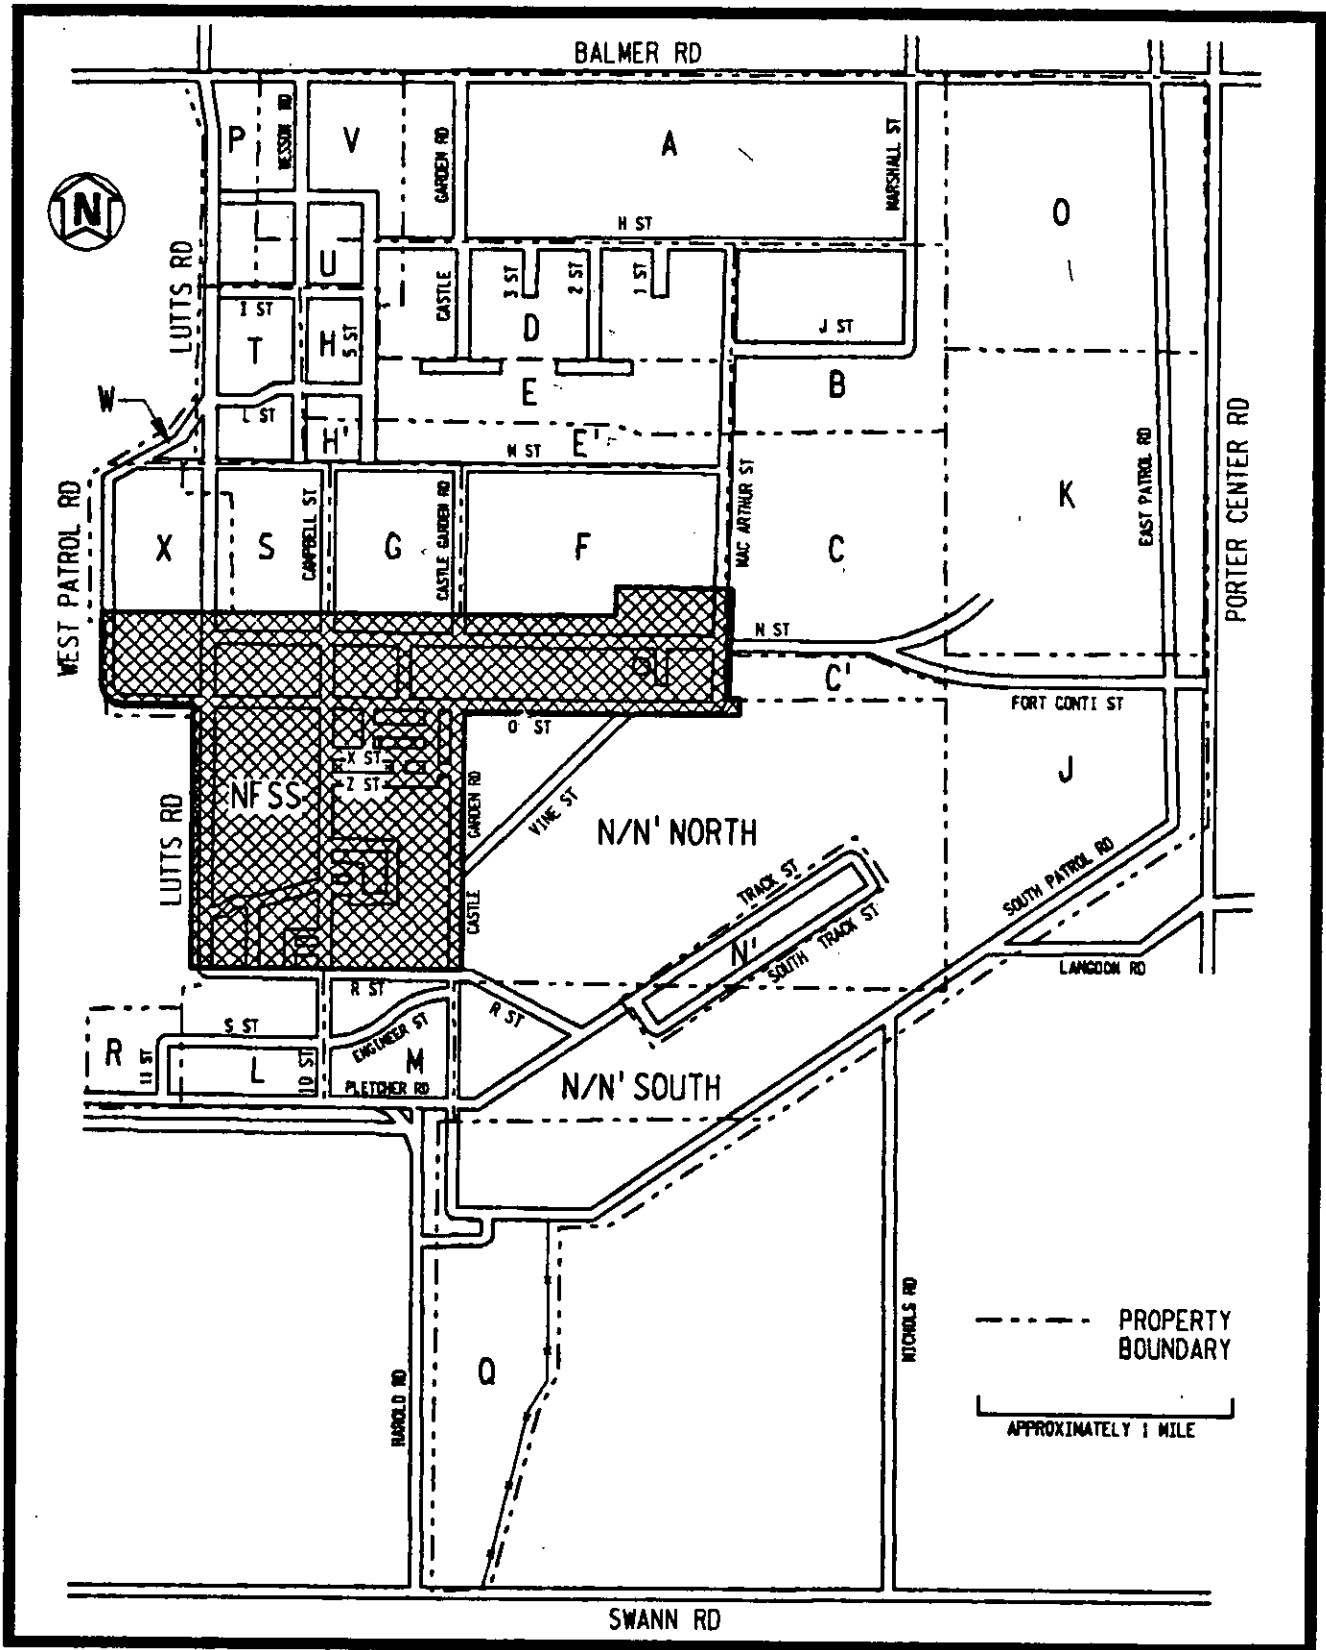 BALMER RD
P
WESSON RD
V
GARDEN RD
A
MARSHALL ST
N
O
H ST
LUTTS RD
U
CASTLE
3 ST
2 ST
1 ST
I ST
T
H
5 ST
D
J ST
W
L ST
E
B
H'
E'
M ST
WEST PATROL RD
X
S
CAMPBELL ST
G
CASTLE GARDEN RD
F
MAC ARTHUR ST
C
K
EAST PATROL RD
PORTER CENTER RD
N ST
C'
FORT CONTI ST
O ST
X ST
Z ST
NFSS
LUTTS RD
GARDEN RD
CASTLE
VINE ST
N/N' NORTH
J
TRACK ST
N'
SOUTH TRACK ST
SOUTH PATROL RD
LANGDON RD
R ST
R ST
S ST
ENGINEER ST
R
11 ST
L
10 ST
M
PLETCHER RD
N/N' SOUTH
HAROLD RD
Q
NICHOLS RD
PROPERTY
BOUNDARY
APPROXIMATELY 1 MILE
SWANN RD